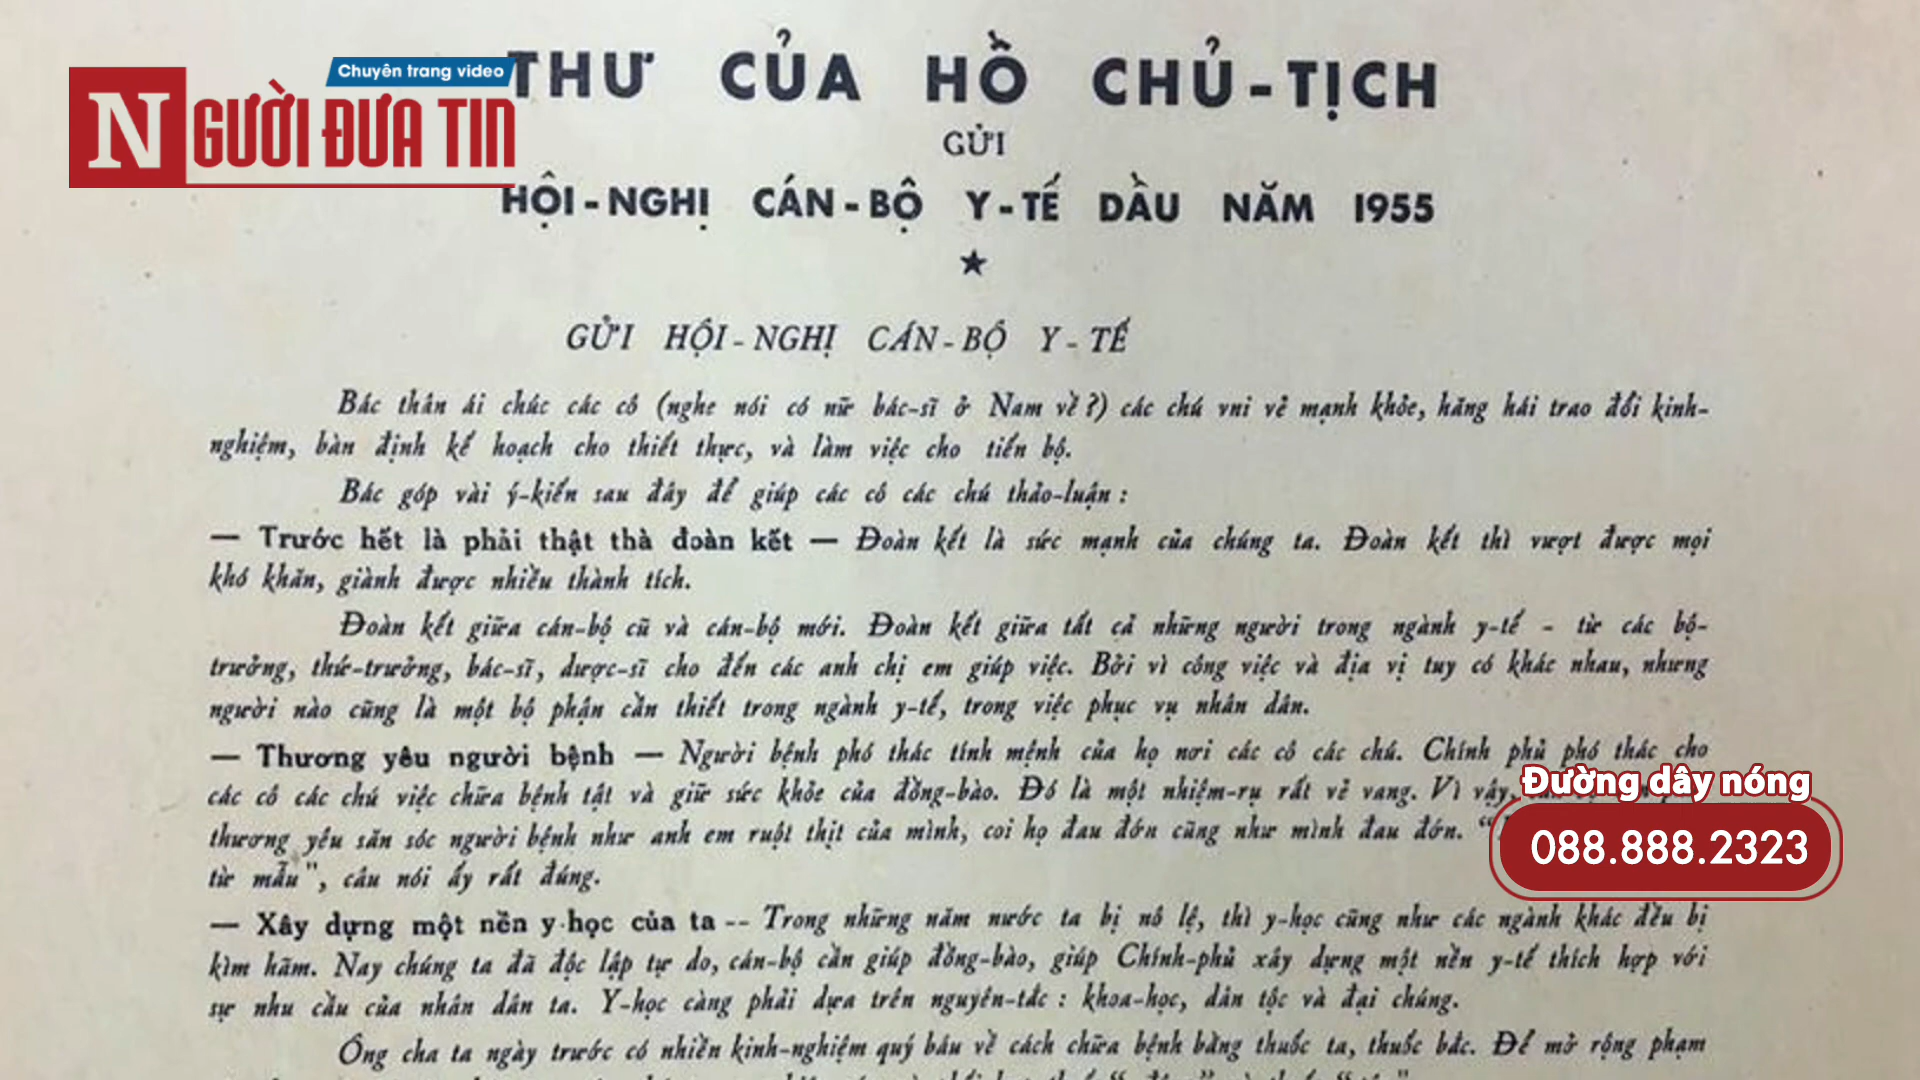 Chuyên trang video
NGƯỜI ĐƯA TIN
THƯ CỦA HỒ CHỦ-TỊCH
GỬI
HỘI-NGHỊ CÁN-BỘ Y-TẾ DẦU NĂM 1955
GỬI HỘI-NGHỊ CÁN-BỘ Y-TẾ
Bác thân ái chúc các cô (nghe nói có nữ bác-sĩ ở Nam về?) các chú vui vẻ mạnh khỏe, hăng hái trao đổi kinh-
nghiệm, bàn định kế hoạch cho thiết thực, và làm việc cho tiến bộ.
Bác góp vài ý-kiến sau đây để giúp các cô các chú thảo-luận :
— Trước hết là phải thật thà đoàn kết — Đoàn kết là sức mạnh của chúng ta. Đoàn kết thì vượt được mọi
khó khăn, giành được nhiều thành tích.
Đoàn kết giữa cán-bộ cũ và cán-bộ mới. Đoàn kết giữa tất cả những người trong ngành y-tế - từ các bộ-
trưởng, thứ-trưởng, bác-sĩ, dược-sĩ cho đến các anh chị em giúp việc. Bởi vì công việc và địa vị tuy có khác nhau, nhưng
người nào cũng là một bộ phận cần thiết trong ngành y-tế, trong việc phục vụ nhân dân.
— Thương yêu người bệnh — Người bệnh phó thác tính mệnh của họ nơi các cô các chú. Chính phủ phó thác cho
các cô các chú việc chữa bệnh tật và giữ sức khỏe của đồng-bào. Đó là một nhiệm-vụ rất vẻ vang. Vì vậy,
thương yêu săn sóc người bệnh như anh em ruột thịt của mình, coi họ đau đớn cũng như mình đau đớn. "
từ mẫu", câu nói ấy rất đúng.
— Xây dựng một nền y-học của ta -- Trong những năm nước ta bị nô lệ, thì y-học cũng như các ngành khác đều bị
kìm hãm. Nay chúng ta đã độc lập tự do, cán-bộ cần giúp đồng-bào, giúp Chính-phủ xây dựng một nền y-tế thích hợp với
sự nhu cầu của nhân dân ta. Y-học càng phải dựa trên nguyên-tắc : khoa-học, dân tộc và đại chúng.
Ông cha ta ngày trước có nhiều kinh-nghiệm quý báu về cách chữa bệnh bằng thuốc ta, thuốc bắc. Để mở rộng phạm
Đường dây nóng
088.888.2323